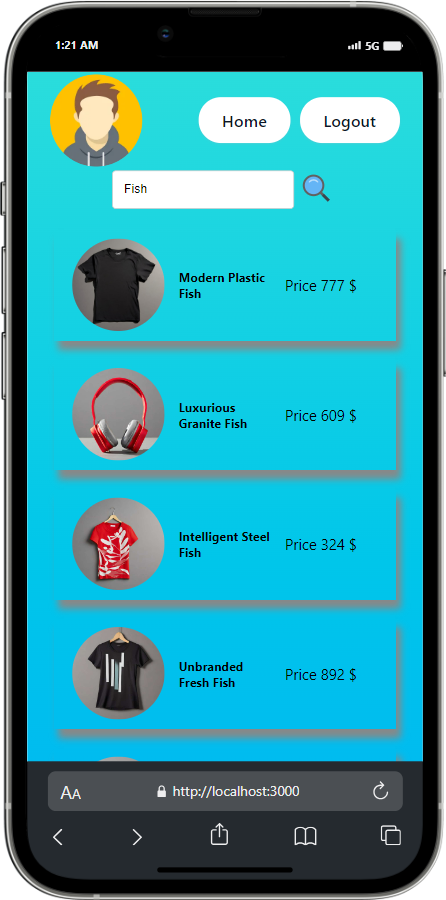 1:21 AM 5G
Home Logout
Fish
Modern Plastic
Fish
Price 777 $
Luxurious
Granite Fish
Price 609 $
Intelligent Steel
Fish
Price 324 $
Unbranded
Fresh Fish
Price 892 $
AA http://localhost:3000